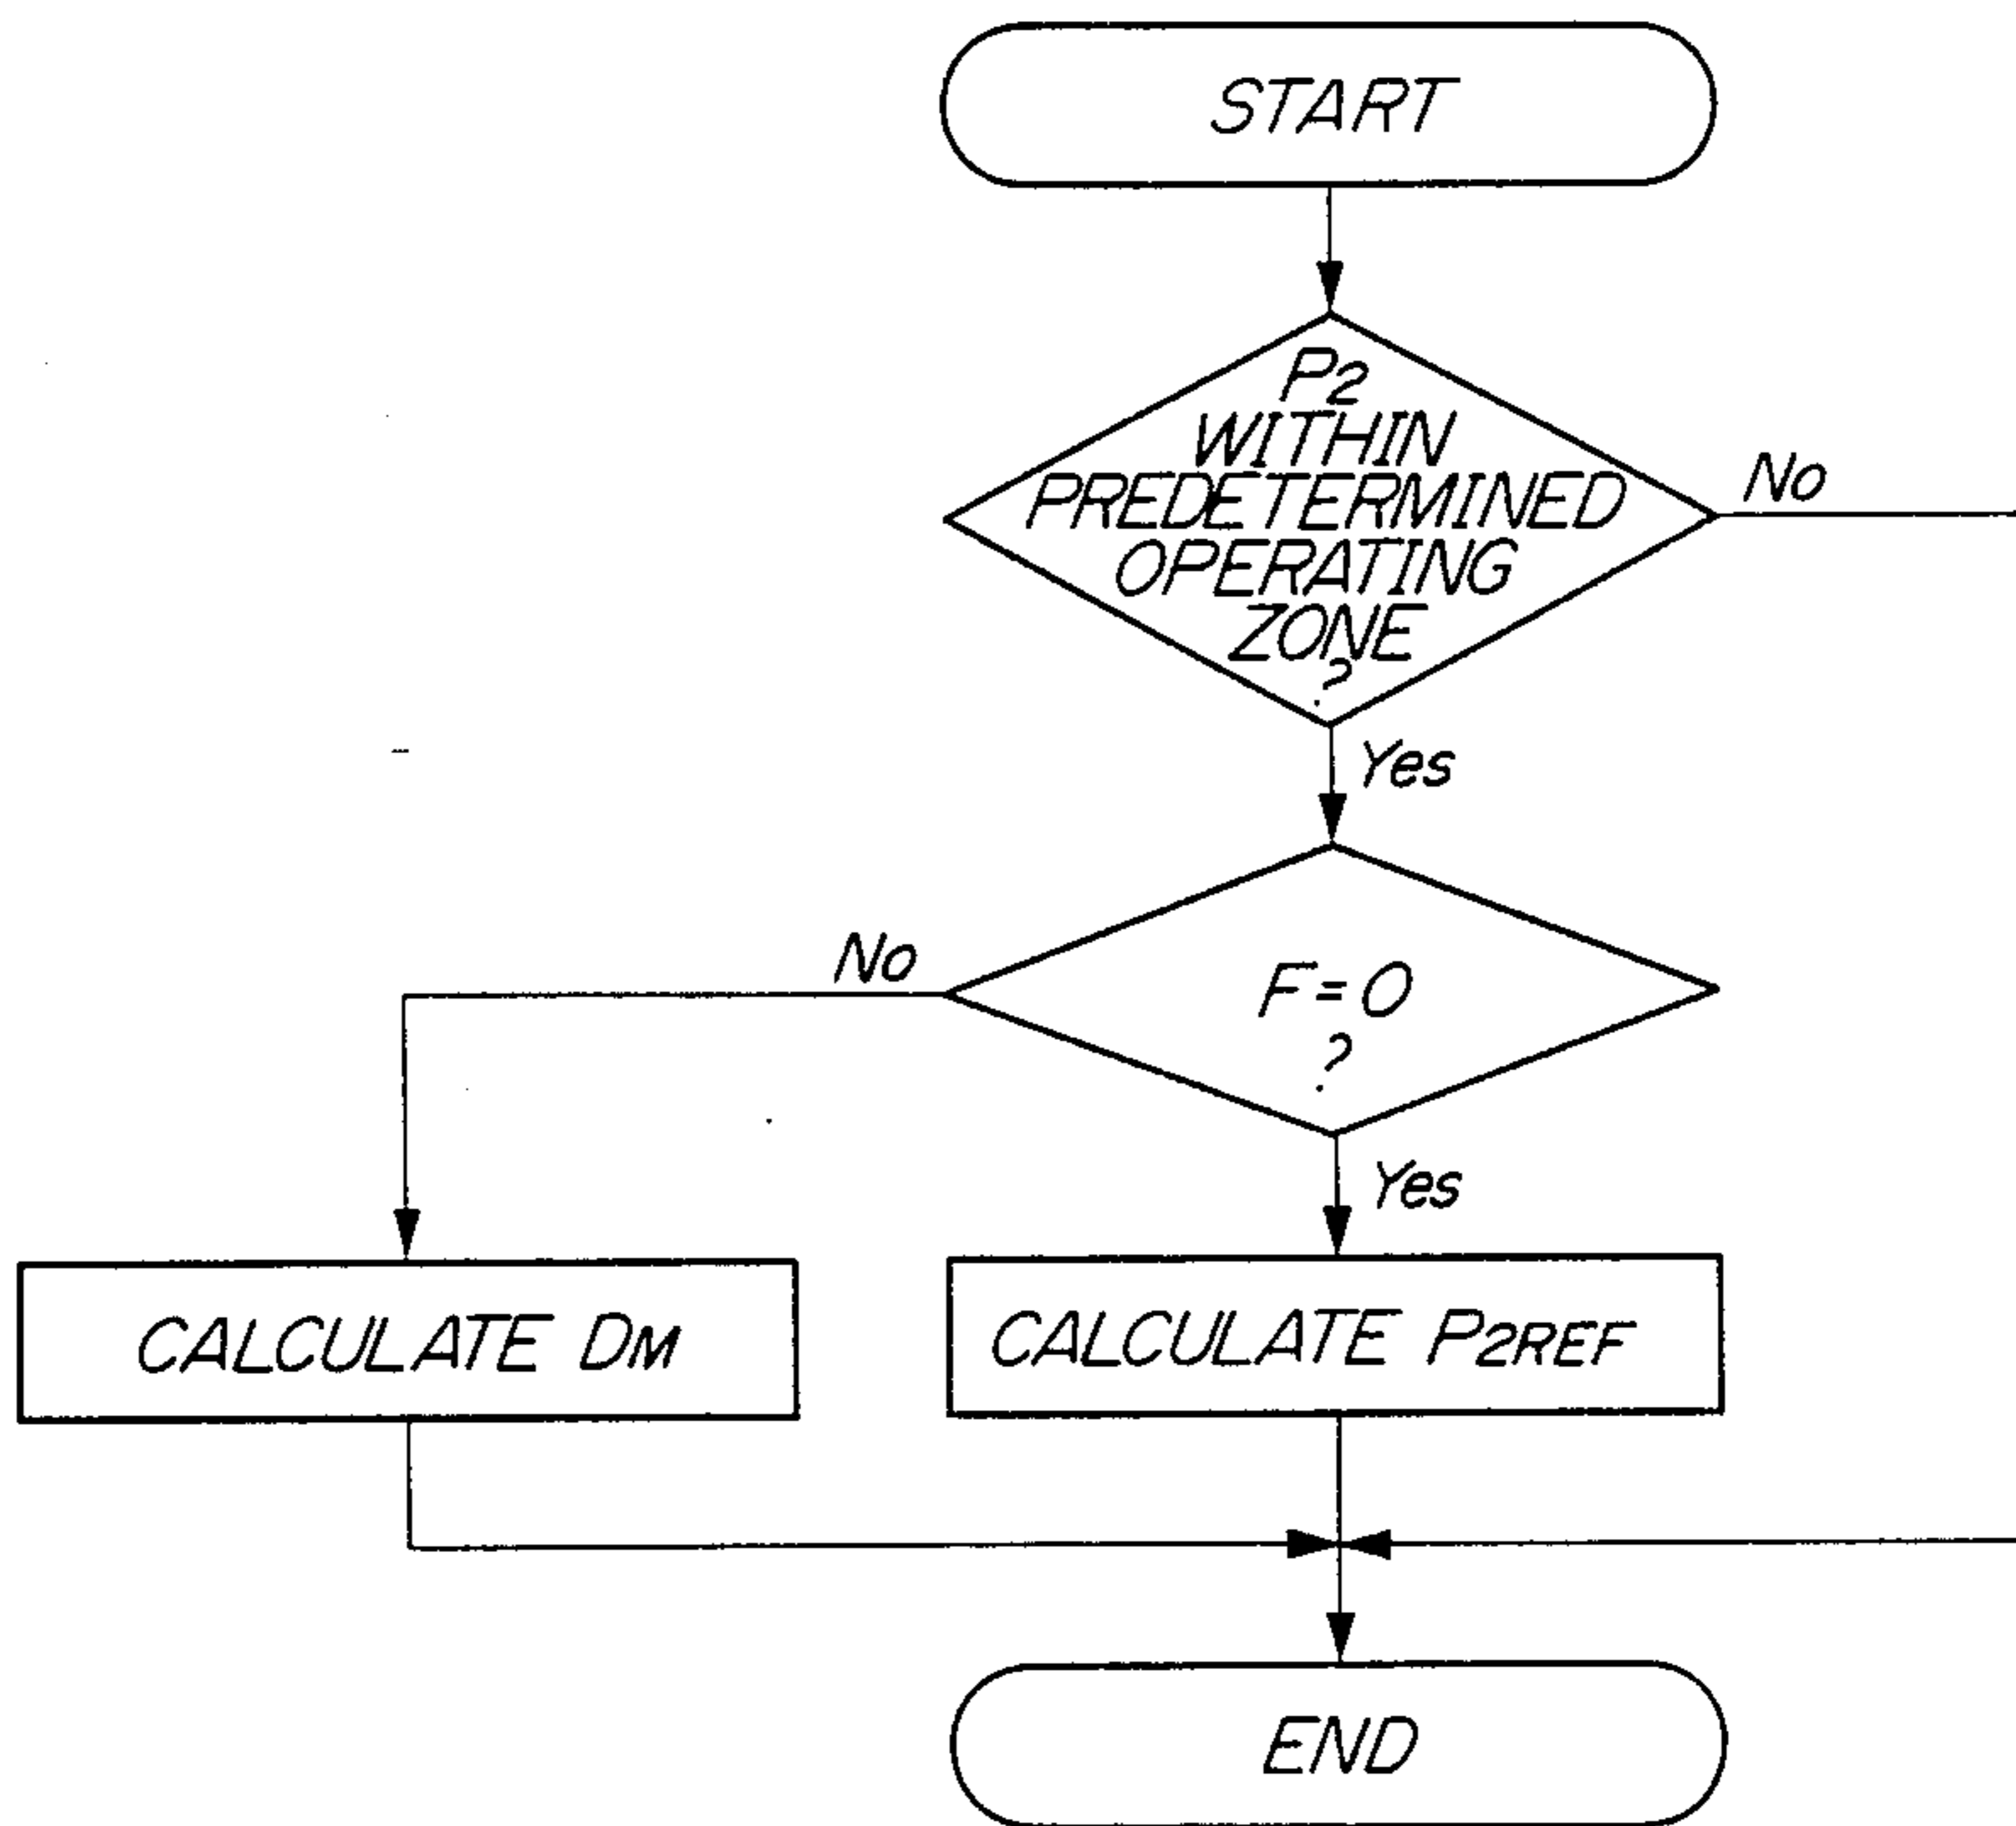 START
P2
WITHIN
PREDETERMINED
OPERATING
ZONE
?
No
Yes
F=0
?
No
Yes
CALCULATE DM
CALCULATE P2REF
END